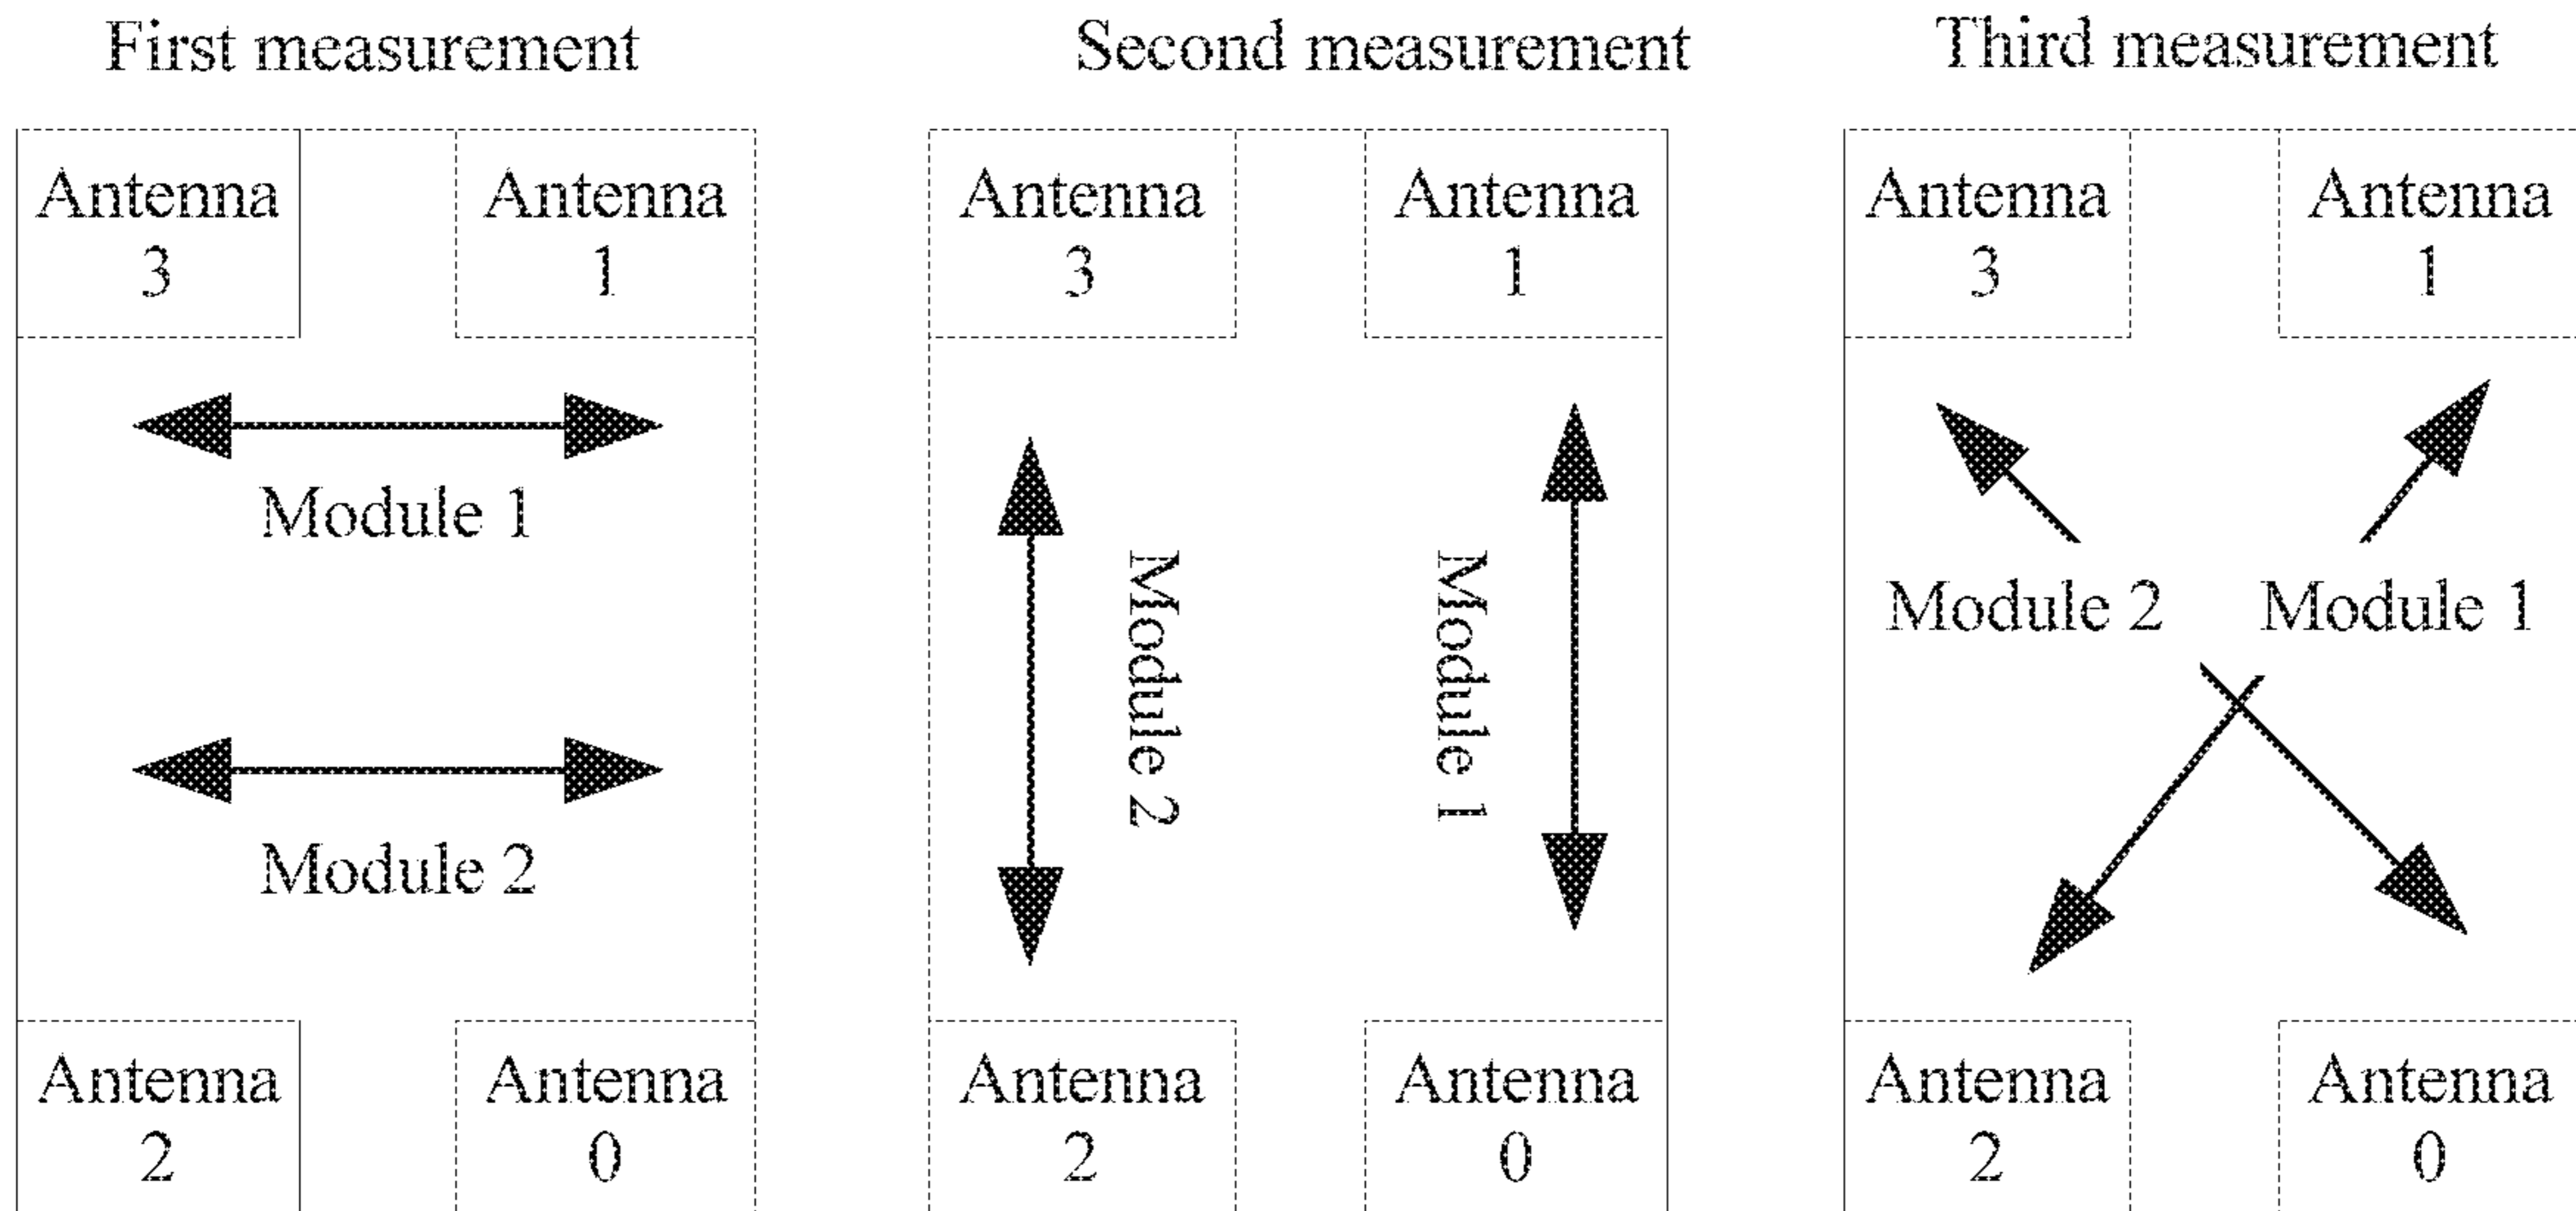 First measurement
Antenna
3
Antenna
1
Module 1
Module 2
Antenna
2
Antenna
0
Second measurement
Antenna
3
Antenna
1
Module 2
Module 1
Antenna
2
Antenna
0
Third measurement
Antenna
3
Antenna
1
Module 2
Module 1
Antenna
2
Antenna
0